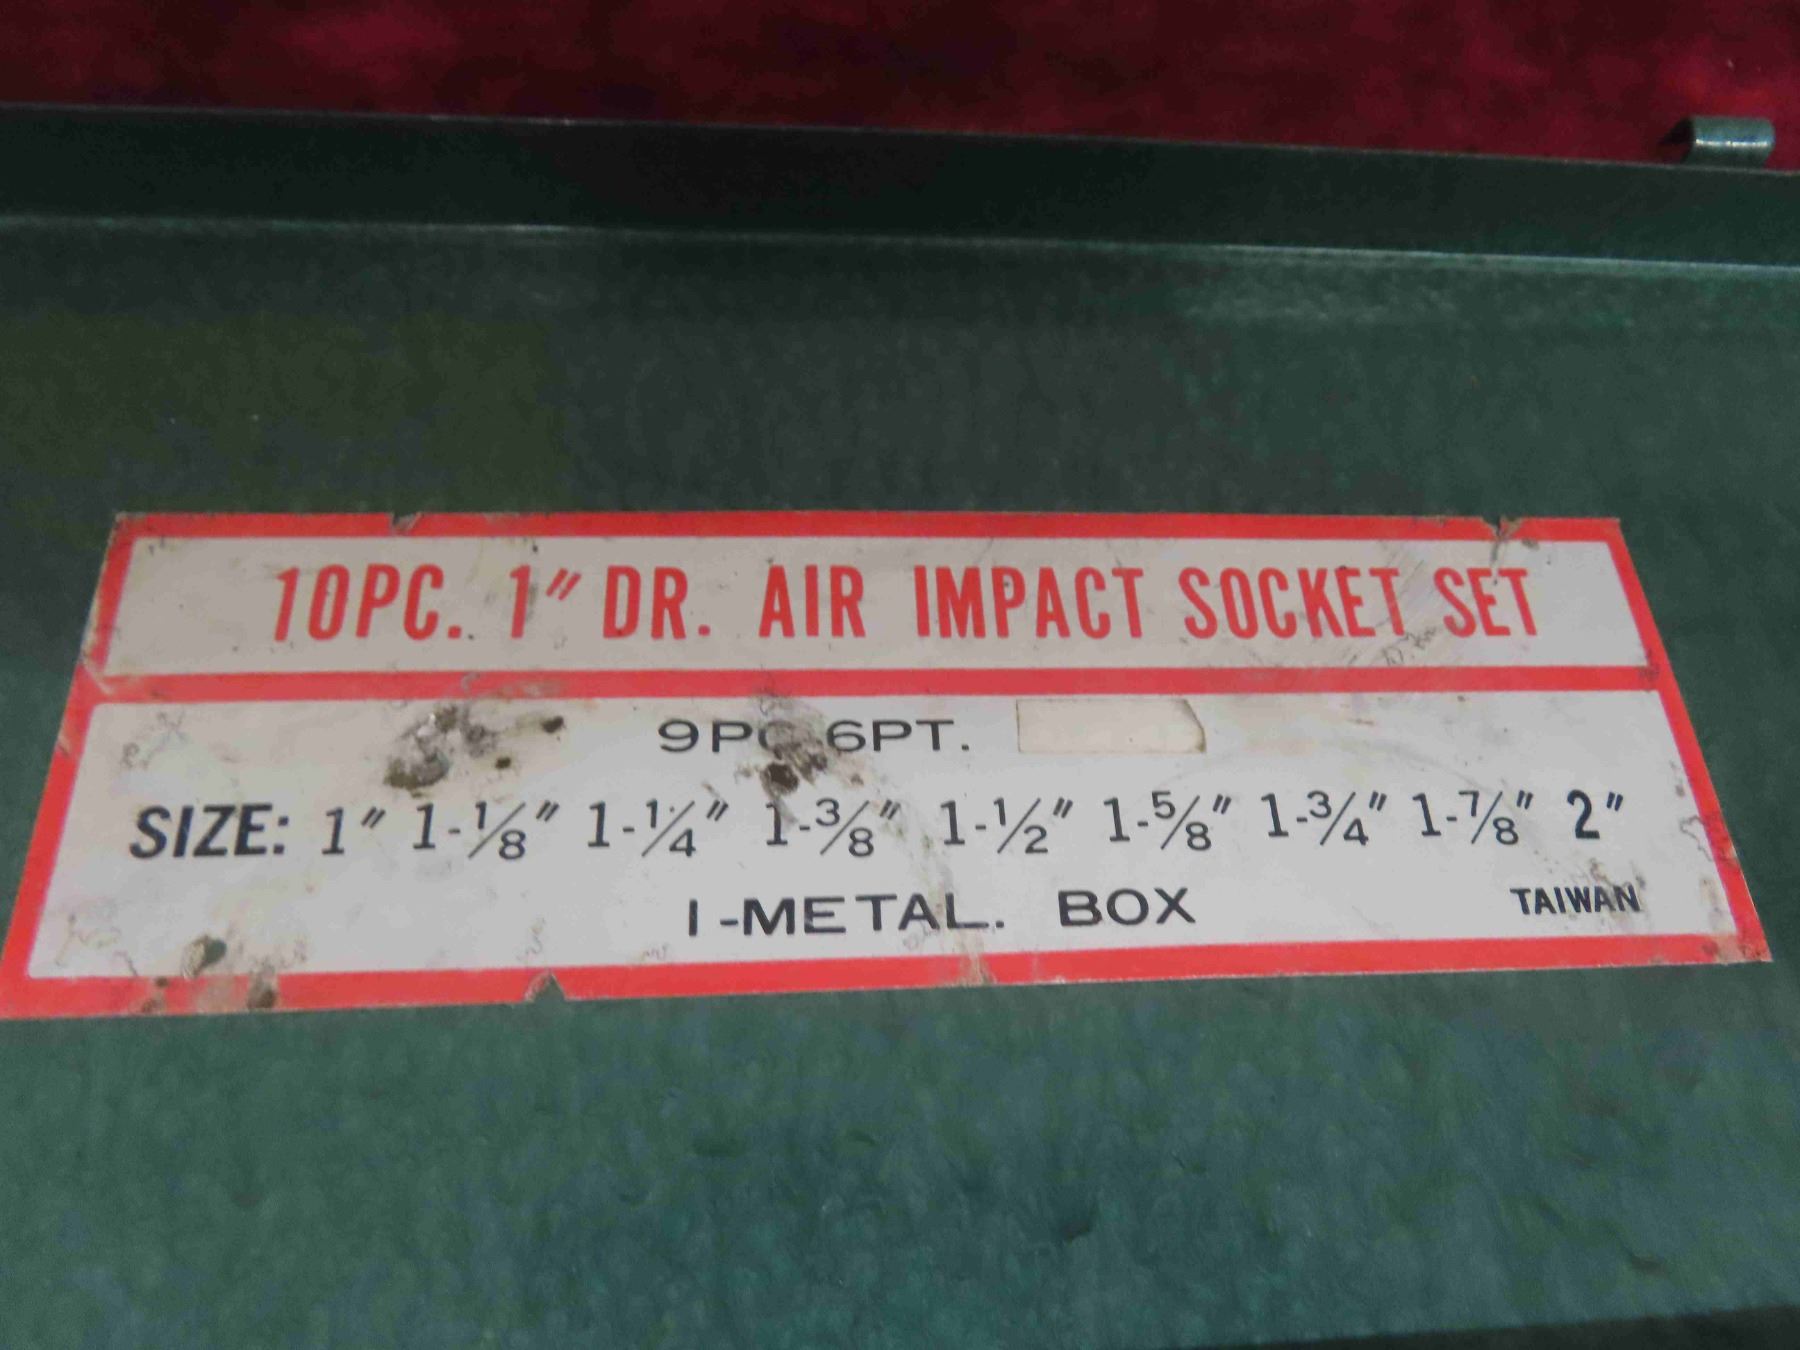 10PC. 1" DR. AIR IMPACT SOCKET SET
9PC 6PT.
SIZE: 1" 1-1/8" 1-1/4" 1-3/8" 1-1/2" 1-5/8" 1-3/4" 1-7/8" 2"
1-METAL. BOX
TAIWAN